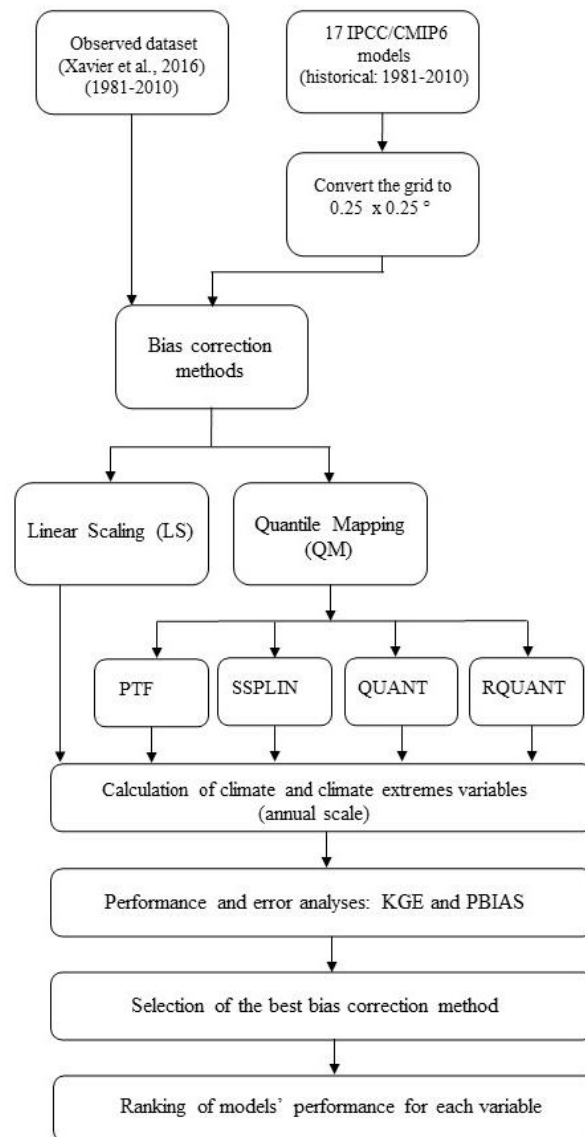 Observed dataset
(Xavier et al., 2016)
(1981-2010)
17 IPCC/CMIP6
models
(historical: 1981-2010)
Convert the grid to
0.25 x 0.25 °
Bias correction
methods
Linear Scaling (LS)
Quantile Mapping
(QM)
PTF
SSPLIN
QUANT
RQUANT
Calculation of climate and climate extremes variables
(annual scale)
Performance and error analyses: KGE and PBIAS
Selection of the best bias correction method
Ranking of models’ performance for each variable